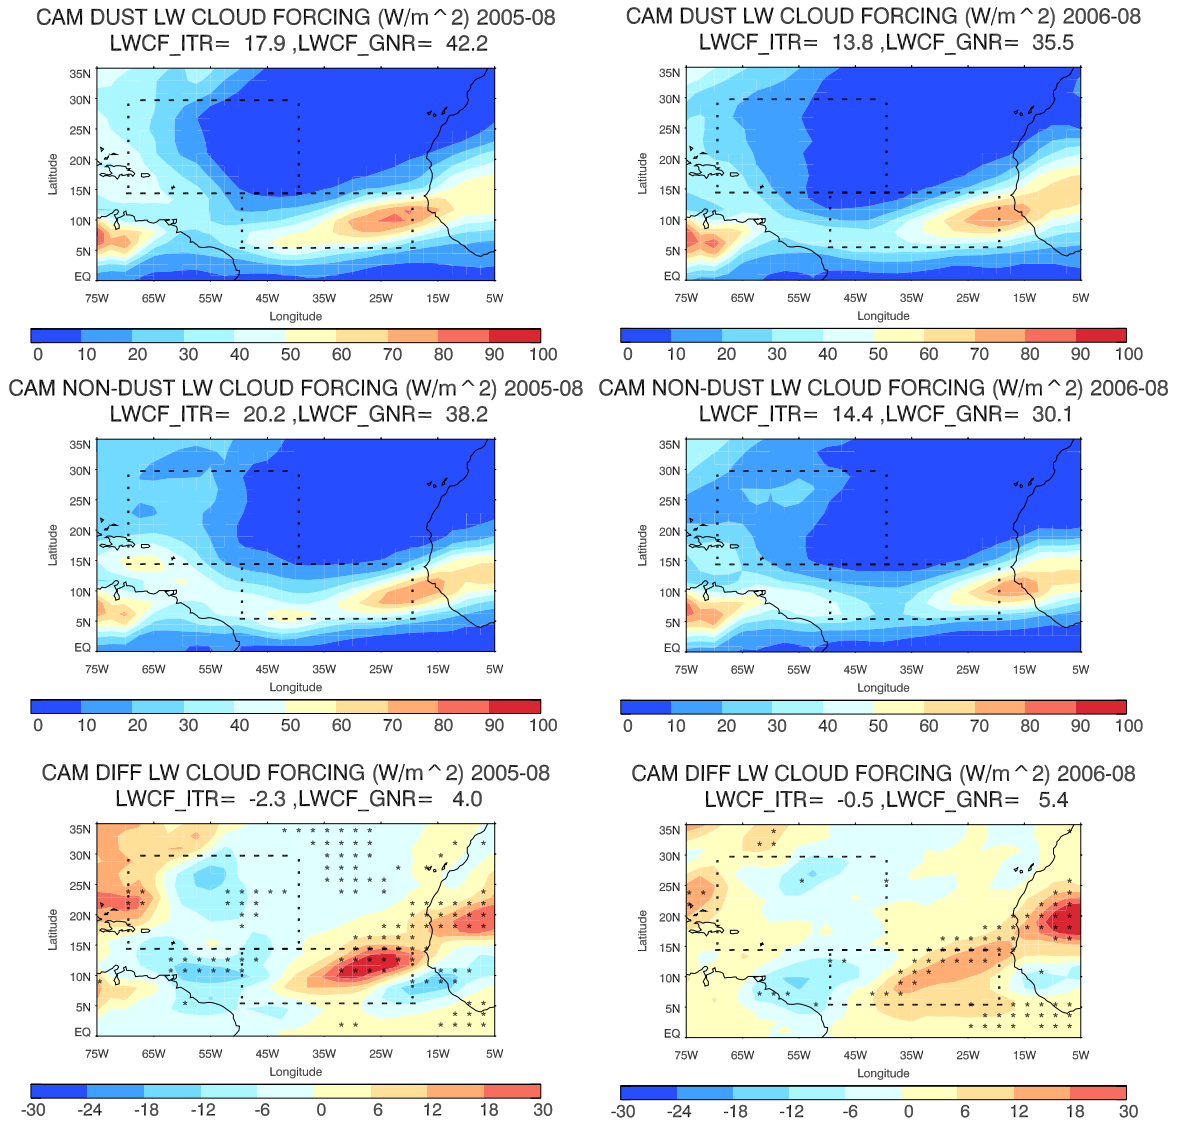 CAM DUST LW CLOUD FORCING (W/m^2) 2005-08
LWCF_ITR= 17.9 ,LWCF_GNR= 42.2
35N
30N
25N
20N
15N
10N
5N
EQ
Latitude
75W 65W 55W 45W 35W 25W 15W 5W
Longitude
0 10 20 30 40 50 60 70 80 90 100
CAM DUST LW CLOUD FORCING (W/m^2) 2006-08
LWCF_ITR= 13.8 ,LWCF_GNR= 35.5
35N
30N
25N
20N
15N
10N
5N
EQ
Latitude
75W 65W 55W 45W 35W 25W 15W 5W
Longitude
0 10 20 30 40 50 60 70 80 90 100
CAM NON-DUST LW CLOUD FORCING (W/m^2) 2005-08
LWCF_ITR= 20.2 ,LWCF_GNR= 38.2
35N
30N
25N
20N
15N
10N
5N
EQ
Latitude
75W 65W 55W 45W 35W 25W 15W 5W
Longitude
0 10 20 30 40 50 60 70 80 90 100
CAM NON-DUST LW CLOUD FORCING (W/m^2) 2006-08
LWCF_ITR= 14.4 ,LWCF_GNR= 30.1
35N
30N
25N
20N
15N
10N
5N
EQ
Latitude
75W 65W 55W 45W 35W 25W 15W 5W
Longitude
0 10 20 30 40 50 60 70 80 90 100
CAM DIFF LW CLOUD FORCING (W/m^2) 2005-08
LWCF_ITR= -2.3 ,LWCF_GNR= 4.0
35N
30N
25N
20N
15N
10N
5N
EQ
Latitude
75W 65W 55W 45W 35W 25W 15W 5W
Longitude
-30 -24 -18 -12 -6 0 6 12 18 30
CAM DIFF LW CLOUD FORCING (W/m^2) 2006-08
LWCF_ITR= -0.5 ,LWCF_GNR= 5.4
35N
30N
25N
20N
15N
10N
5N
EQ
Latitude
75W 65W 55W 45W 35W 25W 15W 5W
Longitude
-30 -24 -18 -12 -6 0 6 12 18 30